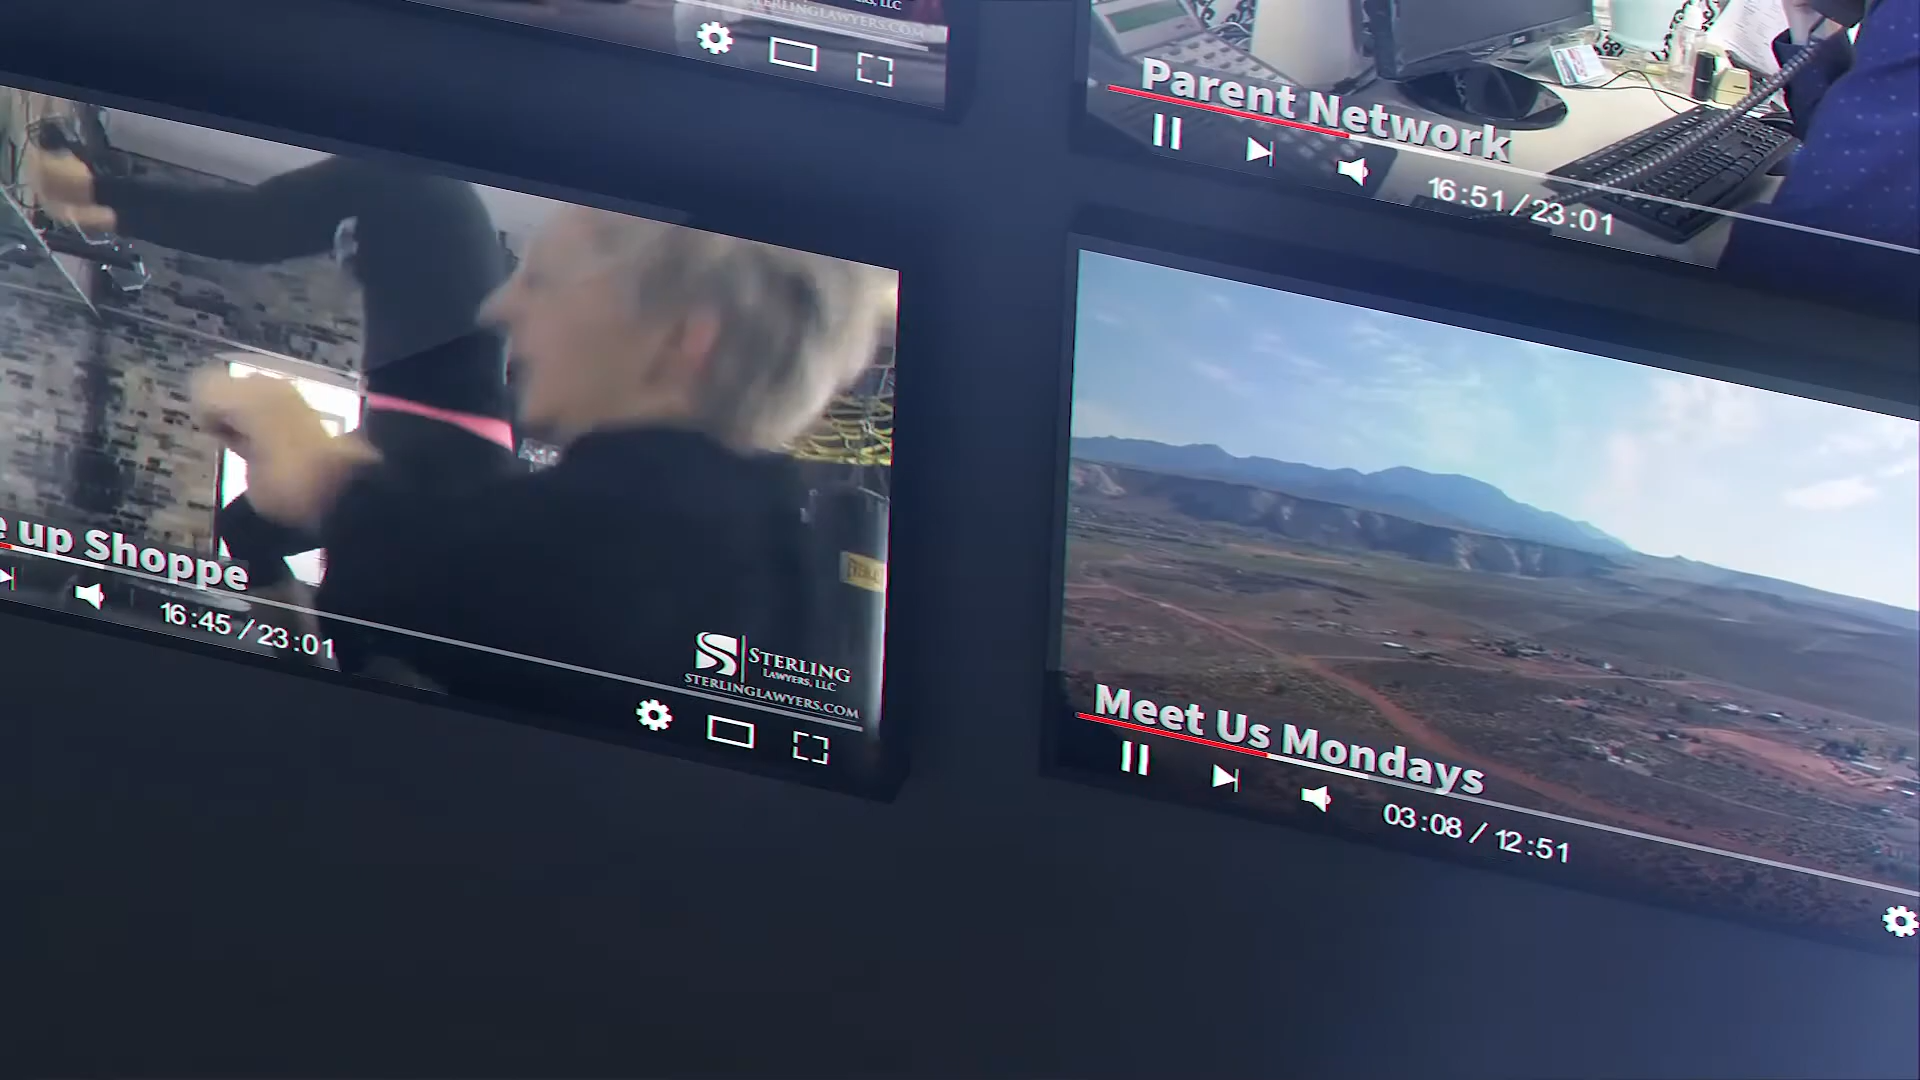 LLC
STERLINGLAWYERS.COM
Parent Network
16:51/23:01
up Shoppe
16:45/23:01
STERLING
LAWYERS, LLC
STERLINGLAWYERS.COM
Meet Us Mondays
03:08/12:51